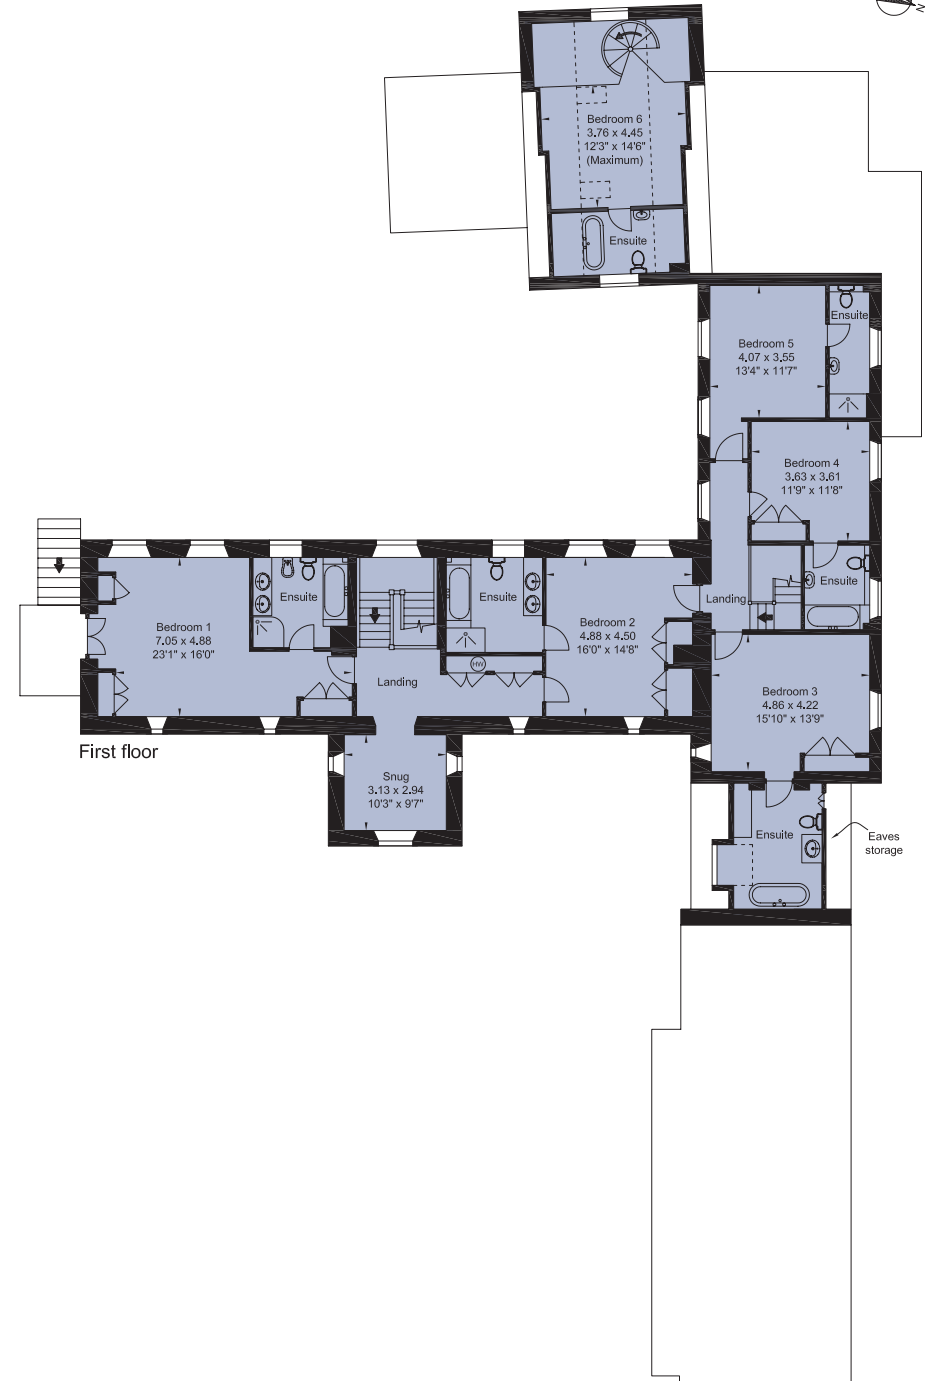 N
Bedroom 6
3.76 x 4.45
12'3" x 14'6"
(Maximum)
Ensuite
Bedroom 5
4.07 x 3.55
13'4" x 11'7"
Ensuite
Bedroom 4
3.63 x 3.61
11'9" x 11'8"
Ensuite
Landing
Bedroom 1
7.05 x 4.88
23'1" x 16'0"
Ensuite
Landing
Ensuite
HW
Bedroom 2
4.88 x 4.50
16'0" x 14'8"
Bedroom 3
4.86 x 4.22
15'10" x 13'9"
First floor
Snug
3.13 x 2.94
10'3" x 9'7"
Ensuite
Eaves
storage